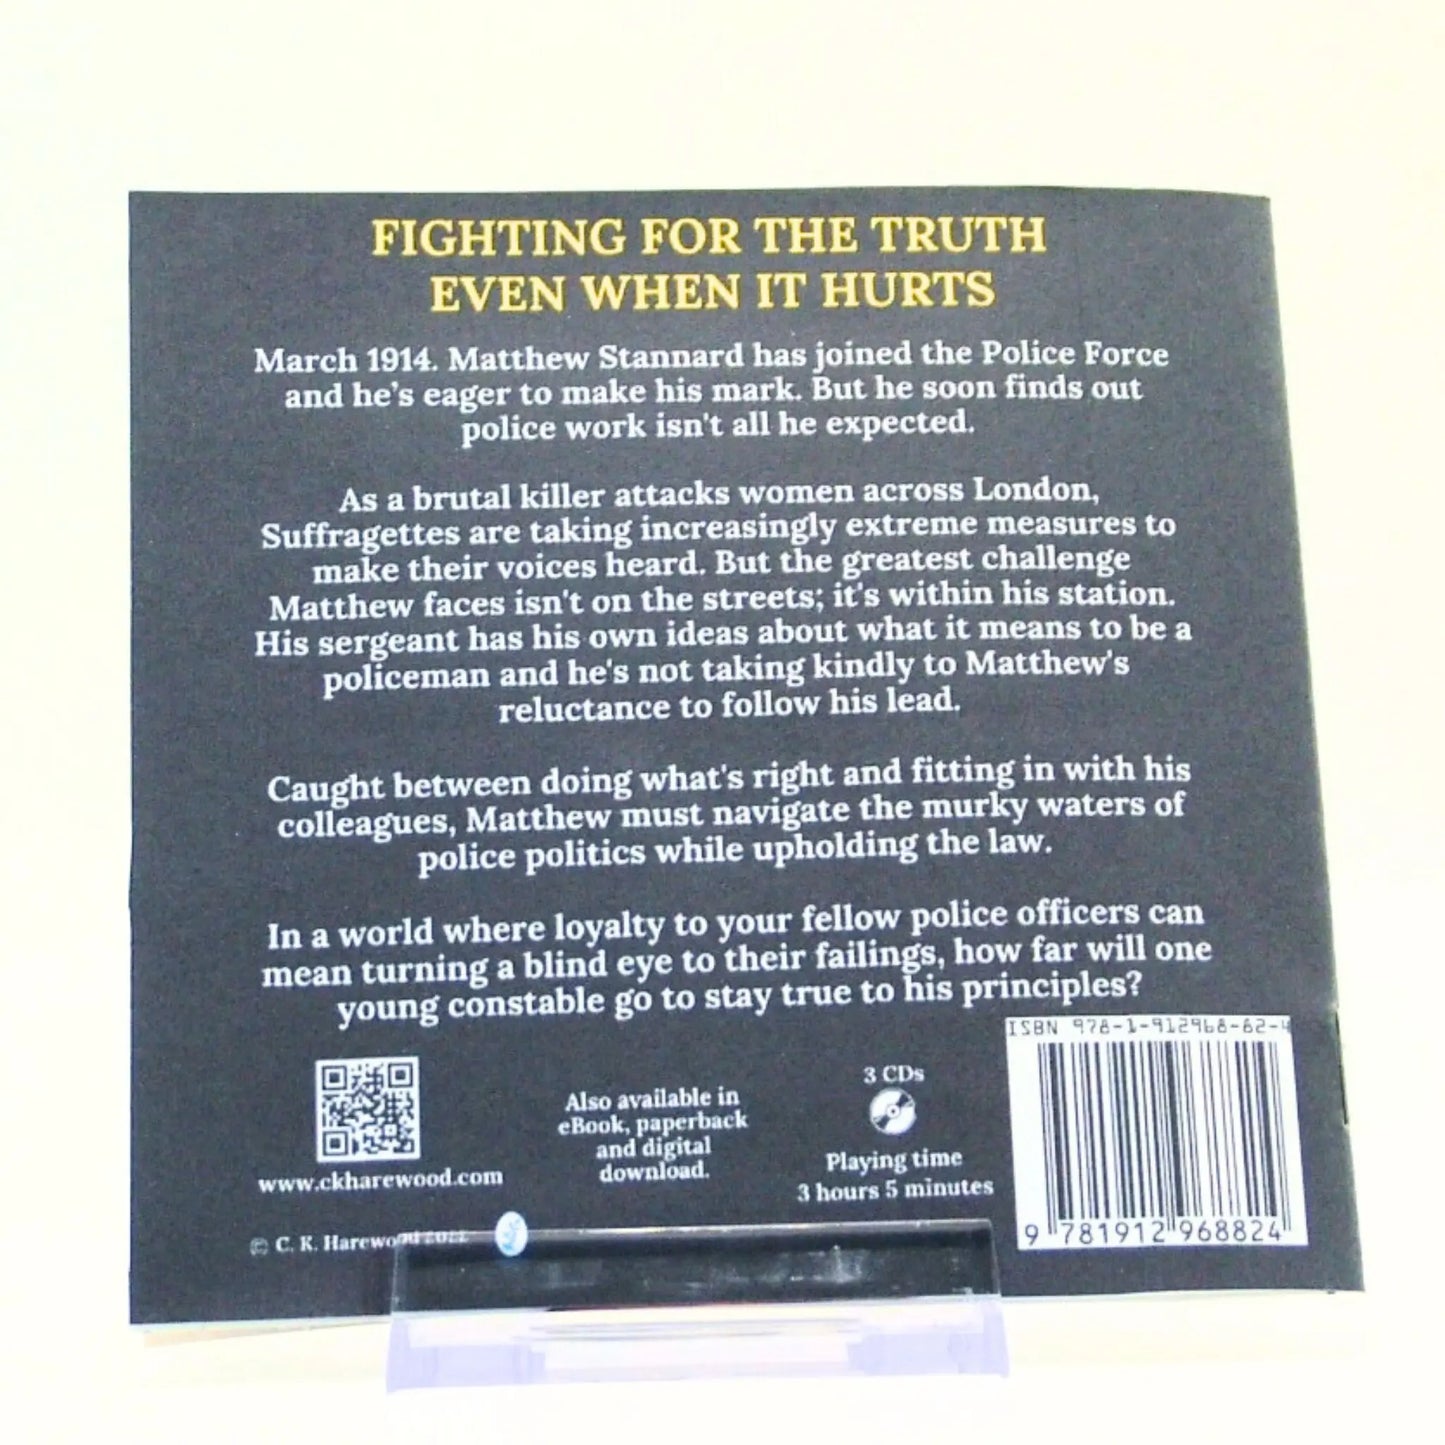 FIGHTING FOR THE TRUTH
EVEN WHEN IT HURTS
March 1914. Matthew Stannard has joined the Police Force
and he's eager to make his mark. But he soon finds out
police work isn't all he expected.
As a brutal killer attacks women across London,
Suffragettes are taking increasingly extreme measures to
make their voices heard. But the greatest challenge
Matthew faces isn't on the streets; it's within his station.
His sergeant has his own ideas about what it means to be a
policeman and he's not taking kindly to Matthew's
reluctance to follow his lead.
Caught between doing what's right and fitting in with his
colleagues, Matthew must navigate the murky waters of
police politics while upholding the law.
In a world where loyalty to your fellow police officers can
mean turning a blind eye to their failings, how far will one
young constable go to stay true to his principles?
www.ckharewood.com
© C. K. Harewood 2022
Also available in
eBook, paperback
and digital
download.
3 CDs
Playing time
3 hours 5 minutes
ISBN 978-1-912968-82-4
9 781912 968824